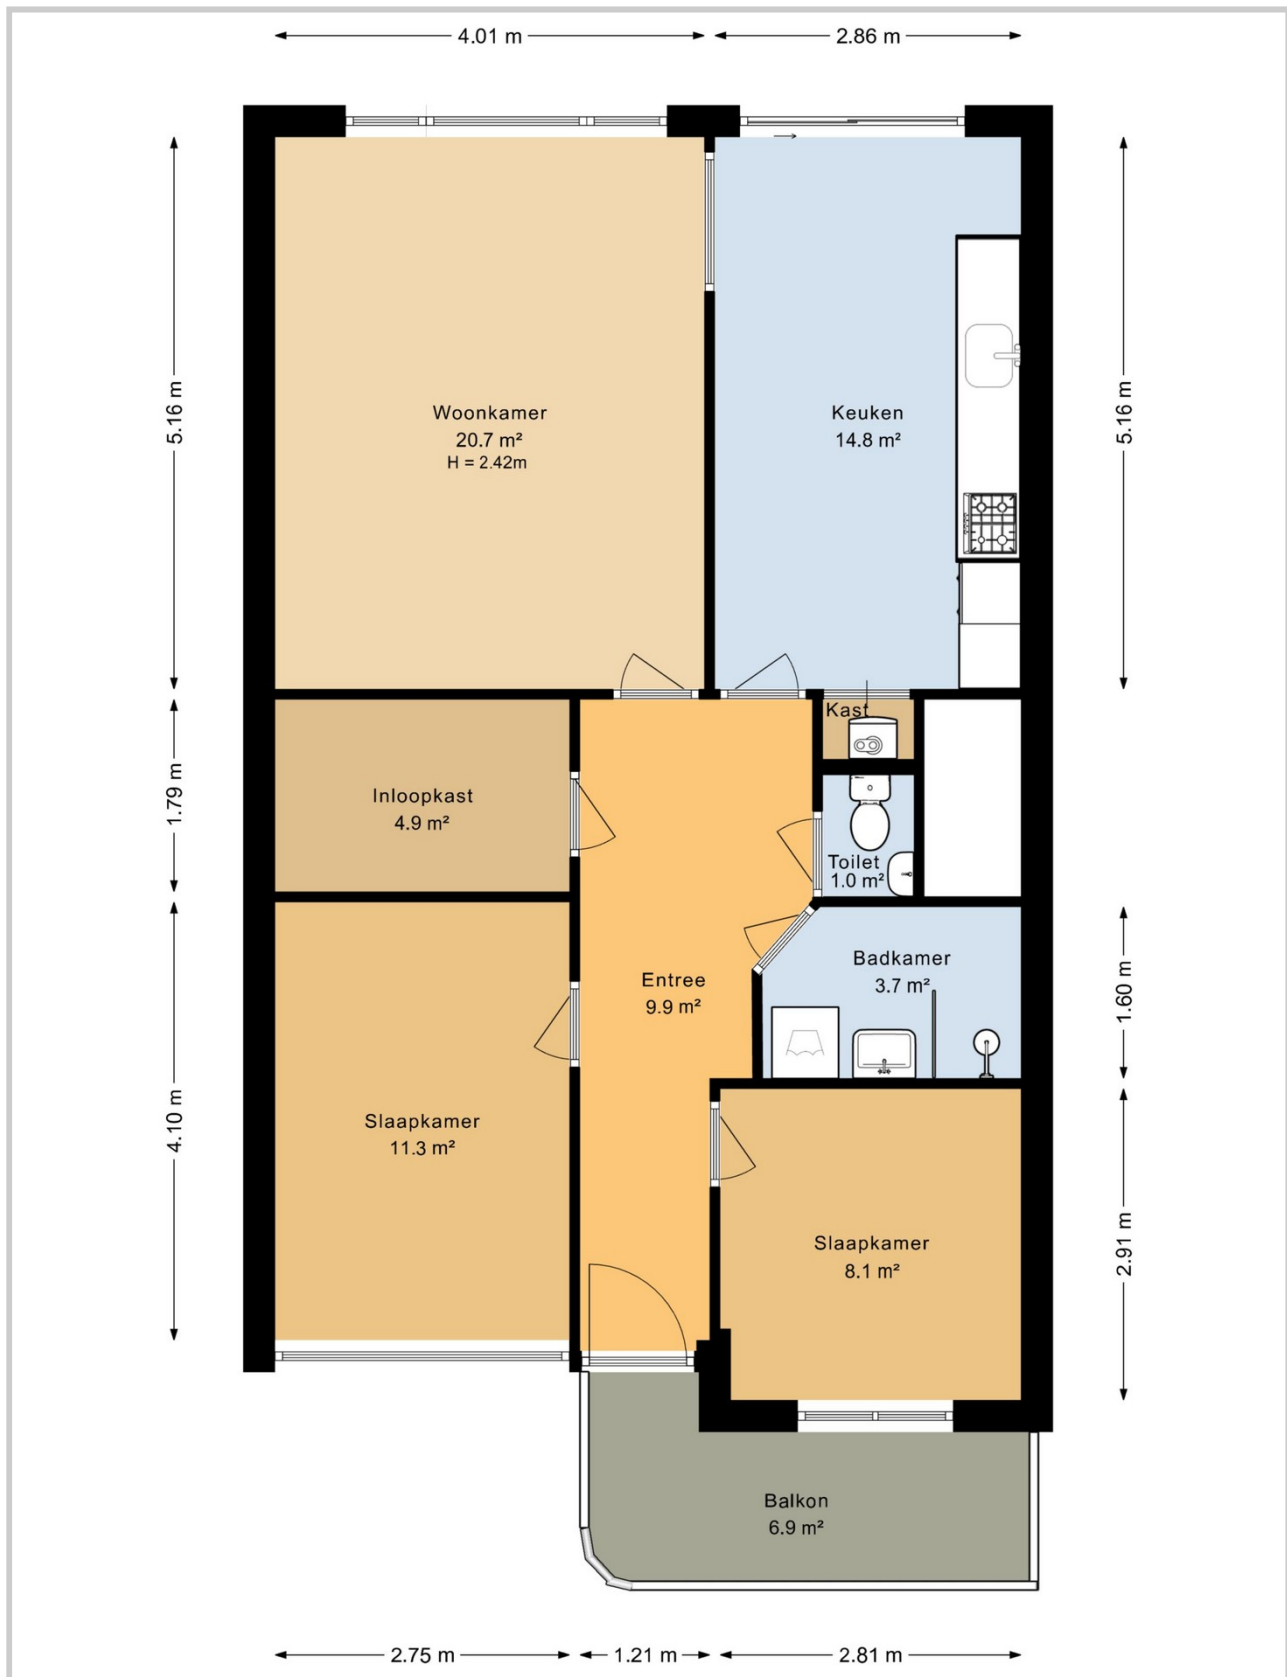 4.01 m
2.86 m
5.16 m
5.16 m
Woonkamer
20.7 m²
H = 2.42m
Keuken
14.8 m²
Kast
1.79 m
Inloopkast
4.9 m²
Toilet
1.0 m²
Badkamer
3.7 m²
1.60 m
Entree
9.9 m²
4.10 m
Slaapkamer
11.3 m²
Slaapkamer
8.1 m²
2.91 m
Balkon
6.9 m²
2.75 m
1.21 m
2.81 m